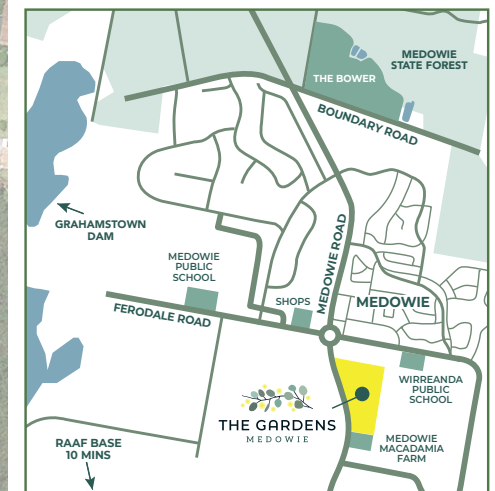 MEDOWIE
STATE FOREST
THE BOWER
BOUNDARY ROAD
GRAHAMSTOWN
DAM
MEDOWIE
PUBLIC
SCHOOL
MEDOWIE ROAD
SHOPS
MEDOWIE
FERODALE ROAD
WIRREANDA
PUBLIC
SCHOOL
THE GARDENS
MEDOWIE
RAAF BASE
10 MINS
MEDOWIE
MACADAMIA
FARM